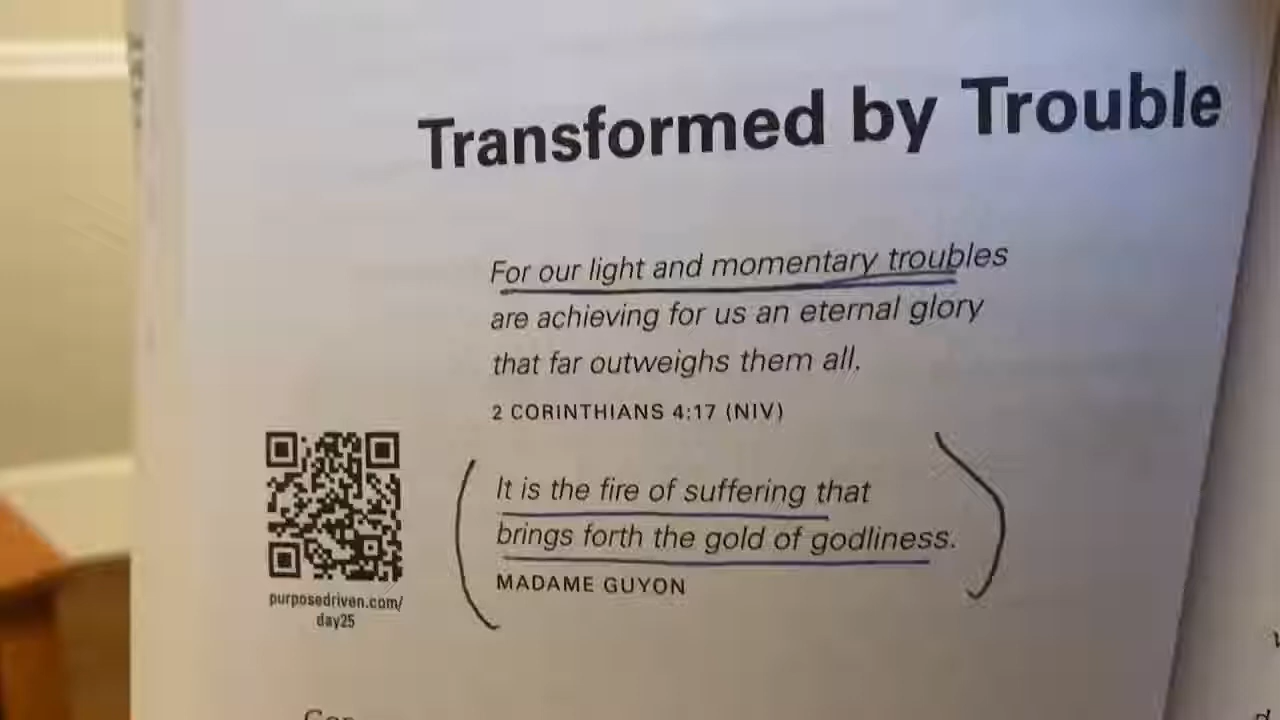 Transformed by Trouble
For our light and momentary troubles
are achieving for us an eternal glory
that far outweighs them all.
2 CORINTHIANS 4:17 (NIV)
It is the fire of suffering that
brings forth the gold of godliness.
MADAME GUYON
purposedriven.com/
day25